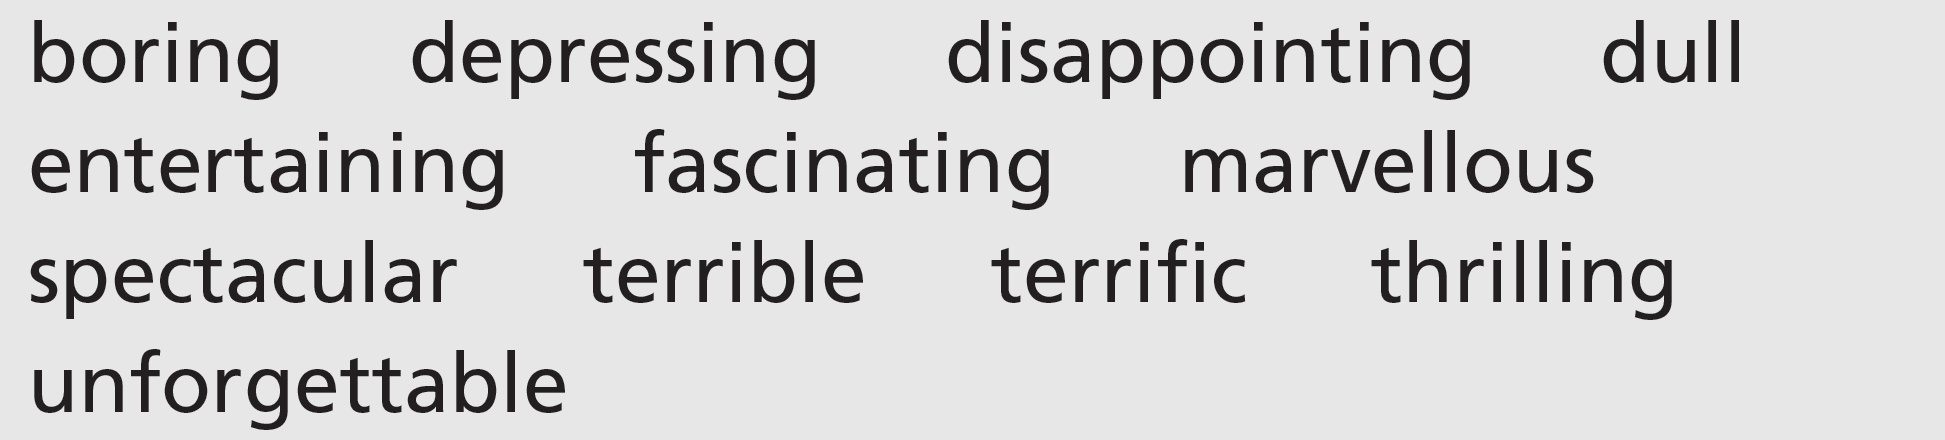 boring depressing disappointing dull
entertaining fascinating marvellous
spectacular terrible terrific thrilling
unforgettable